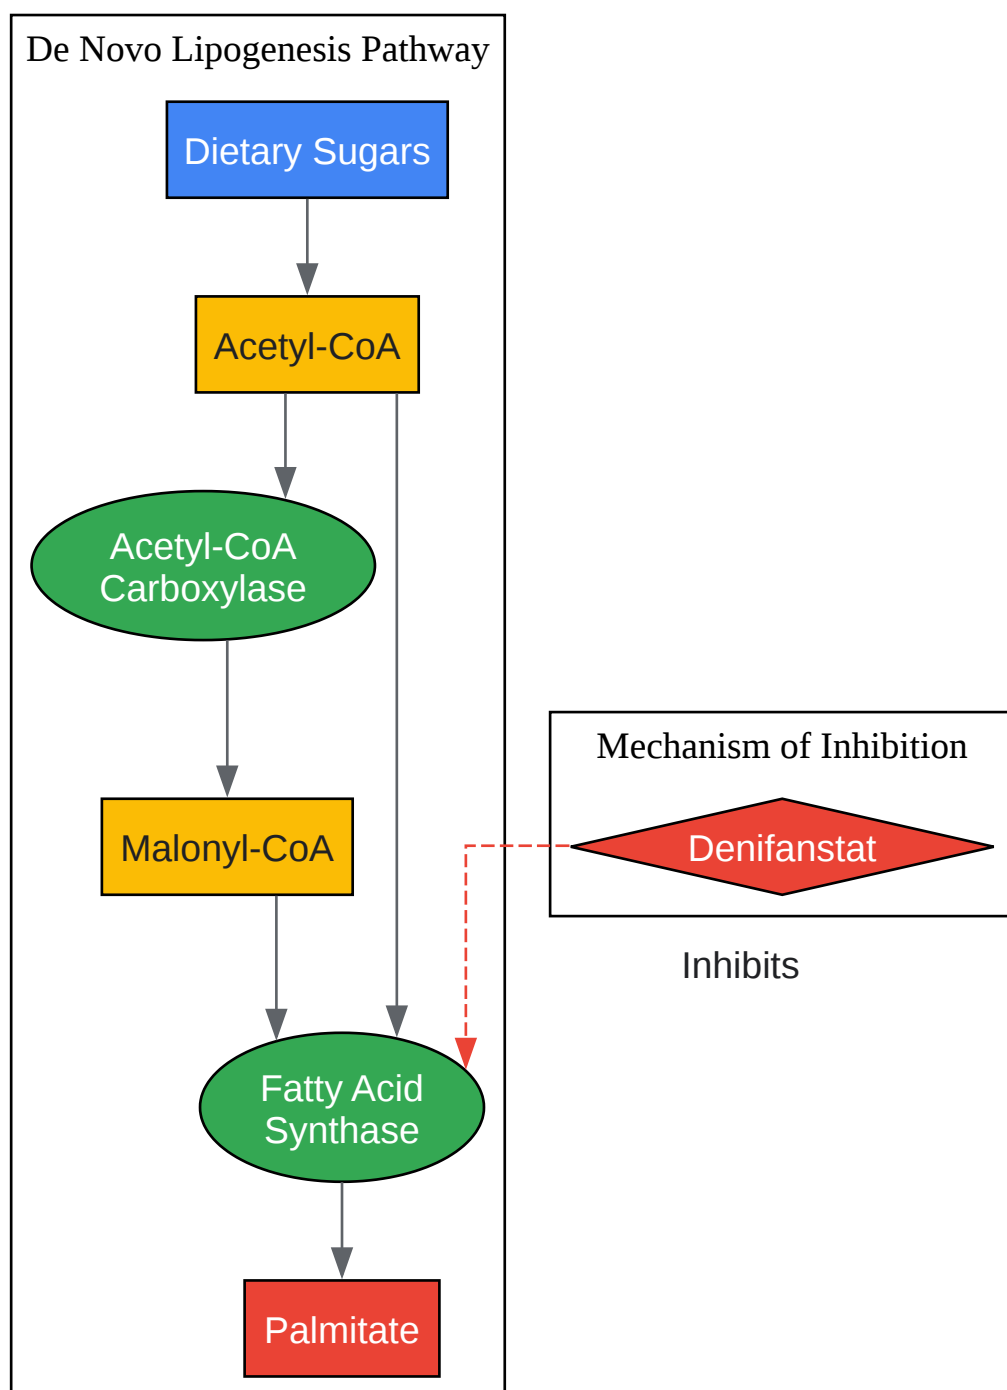 De Novo Lipogenesis Pathway
Dietary Sugars
Acetyl-CoA
Acetyl-CoA
Carboxylase
Malonyl-CoA
Mechanism of Inhibition
Denifanstat
Inhibits
Fatty Acid
Synthase
Palmitate